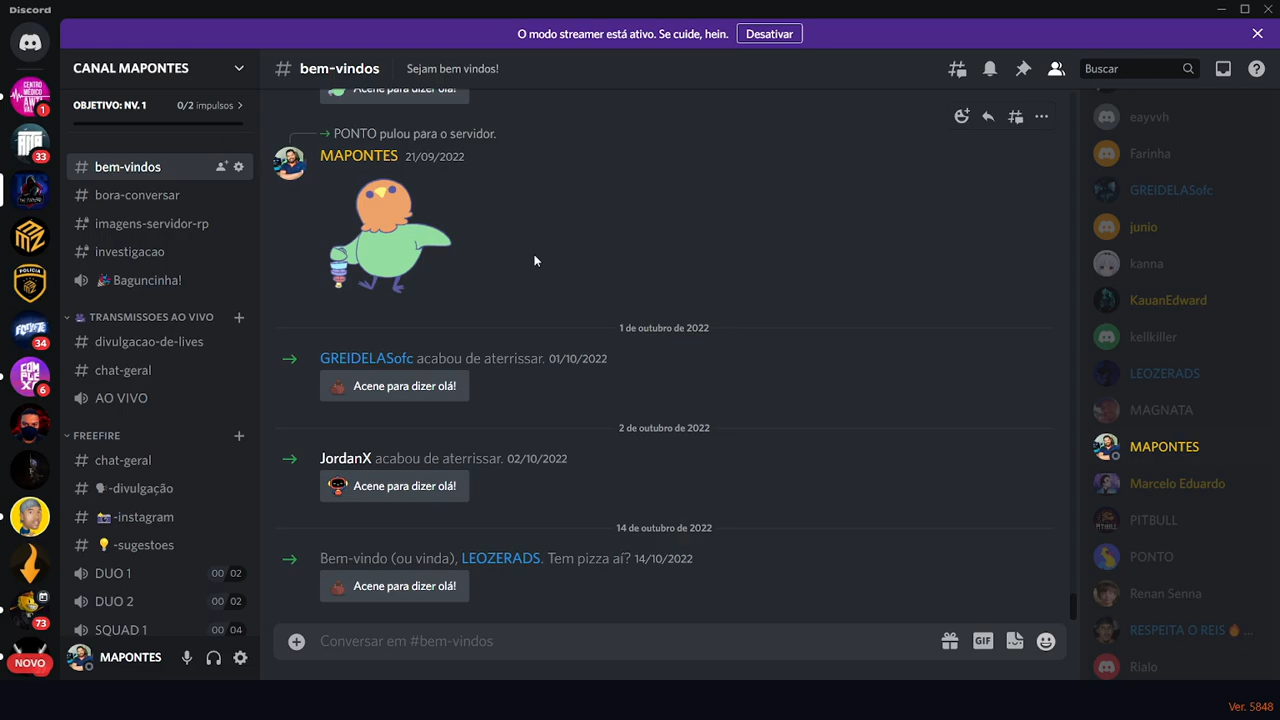 Discord
O modo streamer está ativo. Se cuide, hein.
Desativar
CANAL MAPONTES
bem-vindos
Sejam bem vindos!
Buscar
OBJETIVO: NV. 1
0/2 impulsos
bem-vindos
bora-conversar
imagens-servidor-rp
investigacao
Baguncinha!
TRANSMISSOES AO VIVO
divulgacao-de-lives
chat-geral
AO VIVO
FREEFIRE
chat-geral
-divulgação
-instagram
-sugestoes
DUO 1
00 02
DUO 2
00 02
SQUAD 1
00 04
MAPONTES
1
33
POLICIA
34
6
73
NOVO
Acene para dizer olá!
PONTO pulou para o servidor.
MAPONTES 21/09/2022
1 de outubro de 2022
GREIDELASofc acabou de aterrissar. 01/10/2022
Acene para dizer olá!
2 de outubro de 2022
JordanX acabou de aterrissar. 02/10/2022
Acene para dizer olá!
14 de outubro de 2022
Bem-vindo (ou vinda), LEOZERADS. Tem pizza aí? 14/10/2022
Acene para dizer olá!
Conversar em #bem-vindos
GIF
eayvvh
Farinha
GREIDELASofc
junio
kanna
KauanEdward
kellkiller
LEOZERADS
MAGNATA
MAPONTES
Marcelo Eduardo
PITBULL
PONTO
Renan Senna
RESPEITA O REIS 🔥 ...
Rialo
Ver. 5848